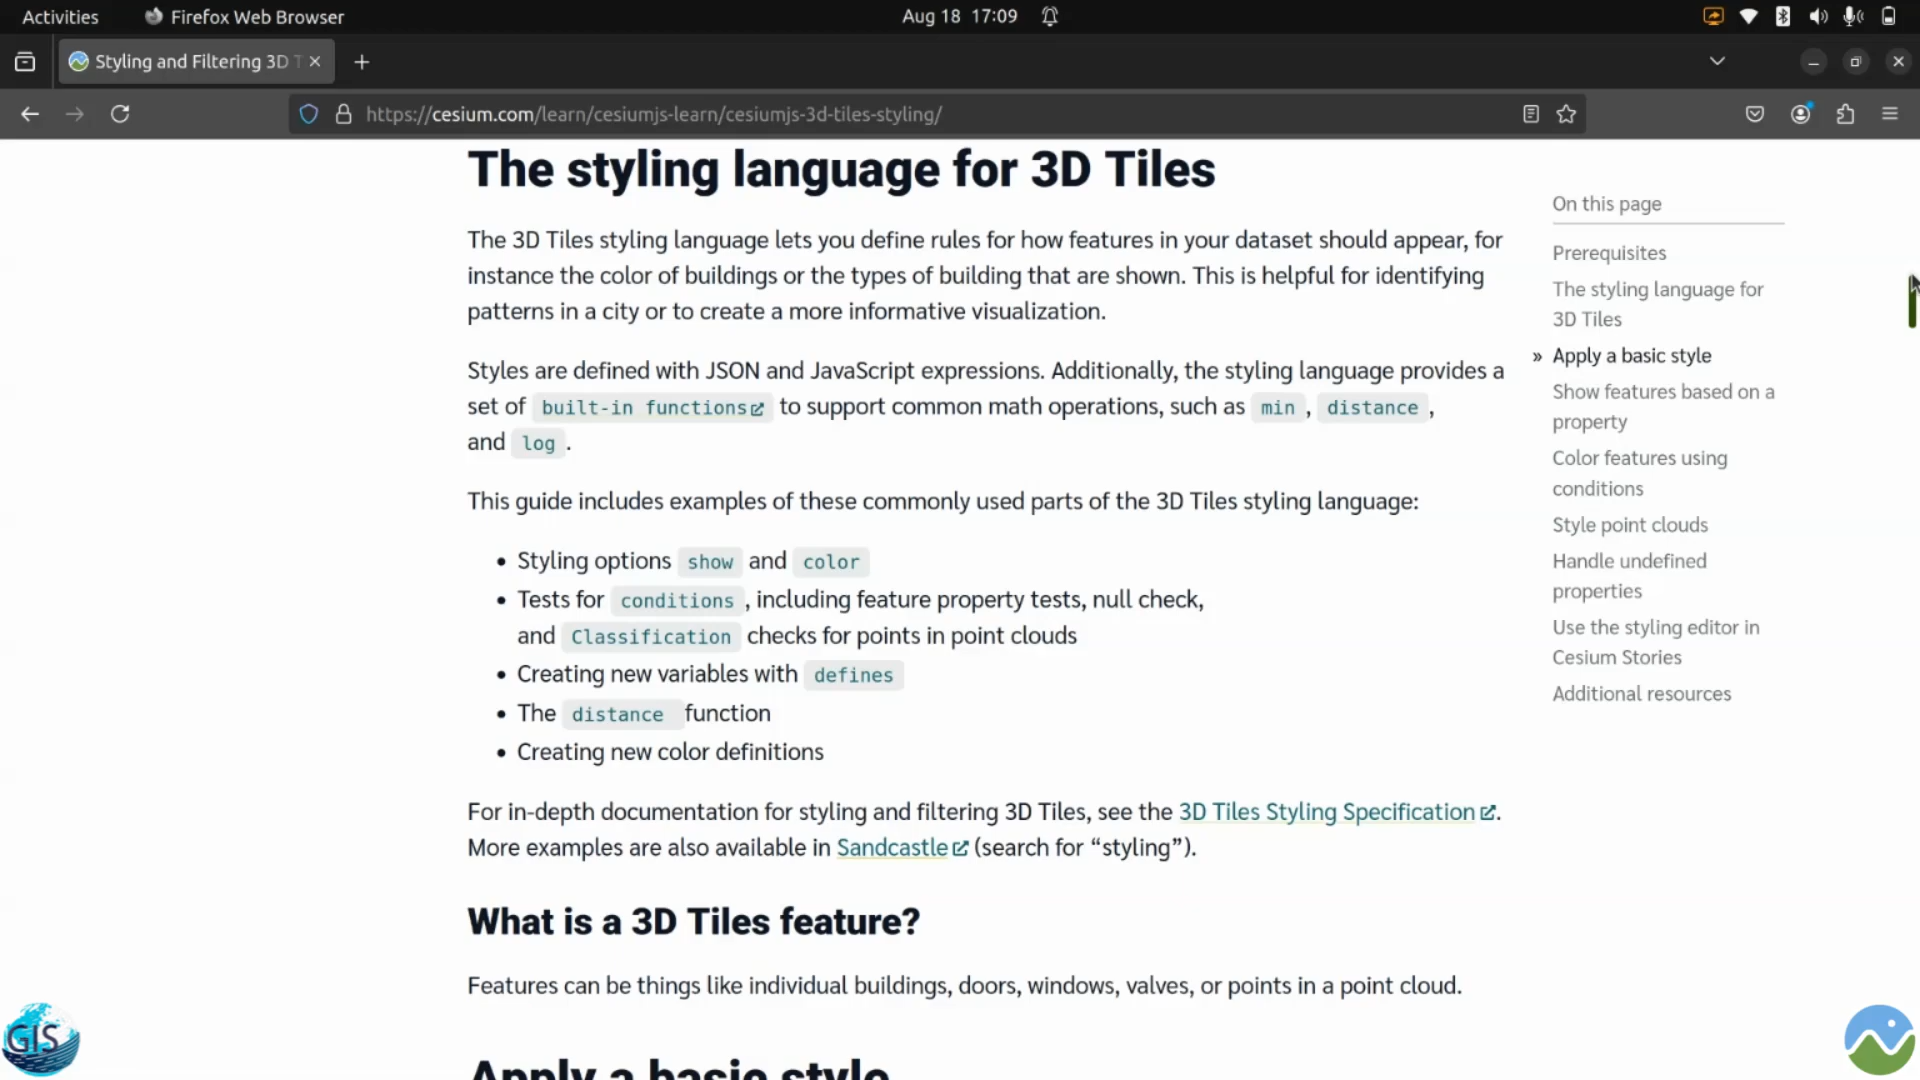 Activities
Firefox Web Browser
Aug 18 17:09
Styling and Filtering 3D T
https://cesium.com/learn/cesiumjs-learn/cesiumjs-3d-tiles-styling/
The styling language for 3D Tiles
The 3D Tiles styling language lets you define rules for how features in your dataset should appear, for
instance the color of buildings or the types of building that are shown. This is helpful for identifying
patterns in a city or to create a more informative visualization.
Styles are defined with JSON and JavaScript expressions. Additionally, the styling language provides a
set of built-in functions to support common math operations, such as min , distance ,
and log .
This guide includes examples of these commonly used parts of the 3D Tiles styling language:
• Styling options show and color
• Tests for conditions , including feature property tests, null check,
and Classification checks for points in point clouds
• Creating new variables with defines
• The distance function
• Creating new color definitions
For in-depth documentation for styling and filtering 3D Tiles, see the 3D Tiles Styling Specification.
More examples are also available in Sandcastle (search for “styling”).
What is a 3D Tiles feature?
Features can be things like individual buildings, doors, windows, valves, or points in a point cloud.
Apply a basic style
On this page
Prerequisites
The styling language for
3D Tiles
» Apply a basic style
Show features based on a
property
Color features using
conditions
Style point clouds
Handle undefined
properties
Use the styling editor in
Cesium Stories
Additional resources
GIS